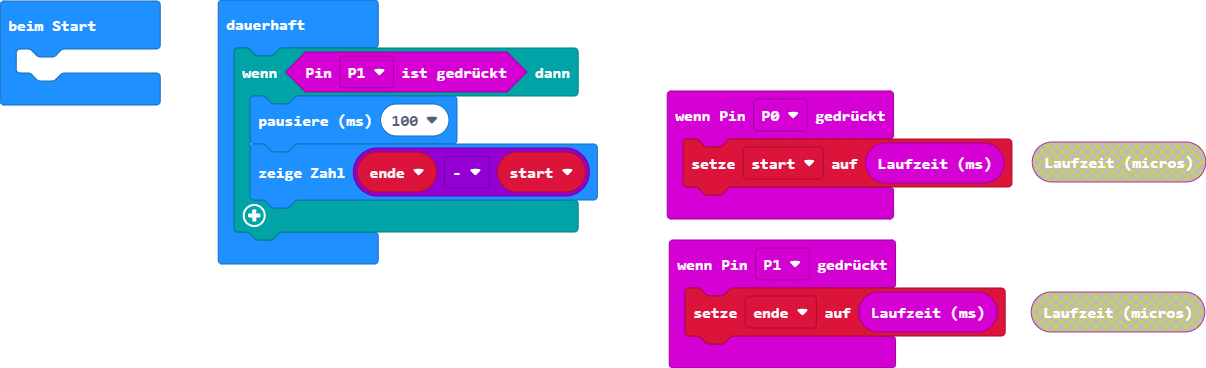 beim Start
dauerhaft
wenn Pin P1 ist gedrückt dann
pausiere (ms) 100
zeige Zahl ende - start
wenn Pin P0 gedrückt
setze start auf Laufzeit (ms) Laufzeit (micros)
wenn Pin P1 gedrückt
setze ende auf Laufzeit (ms) Laufzeit (micros)